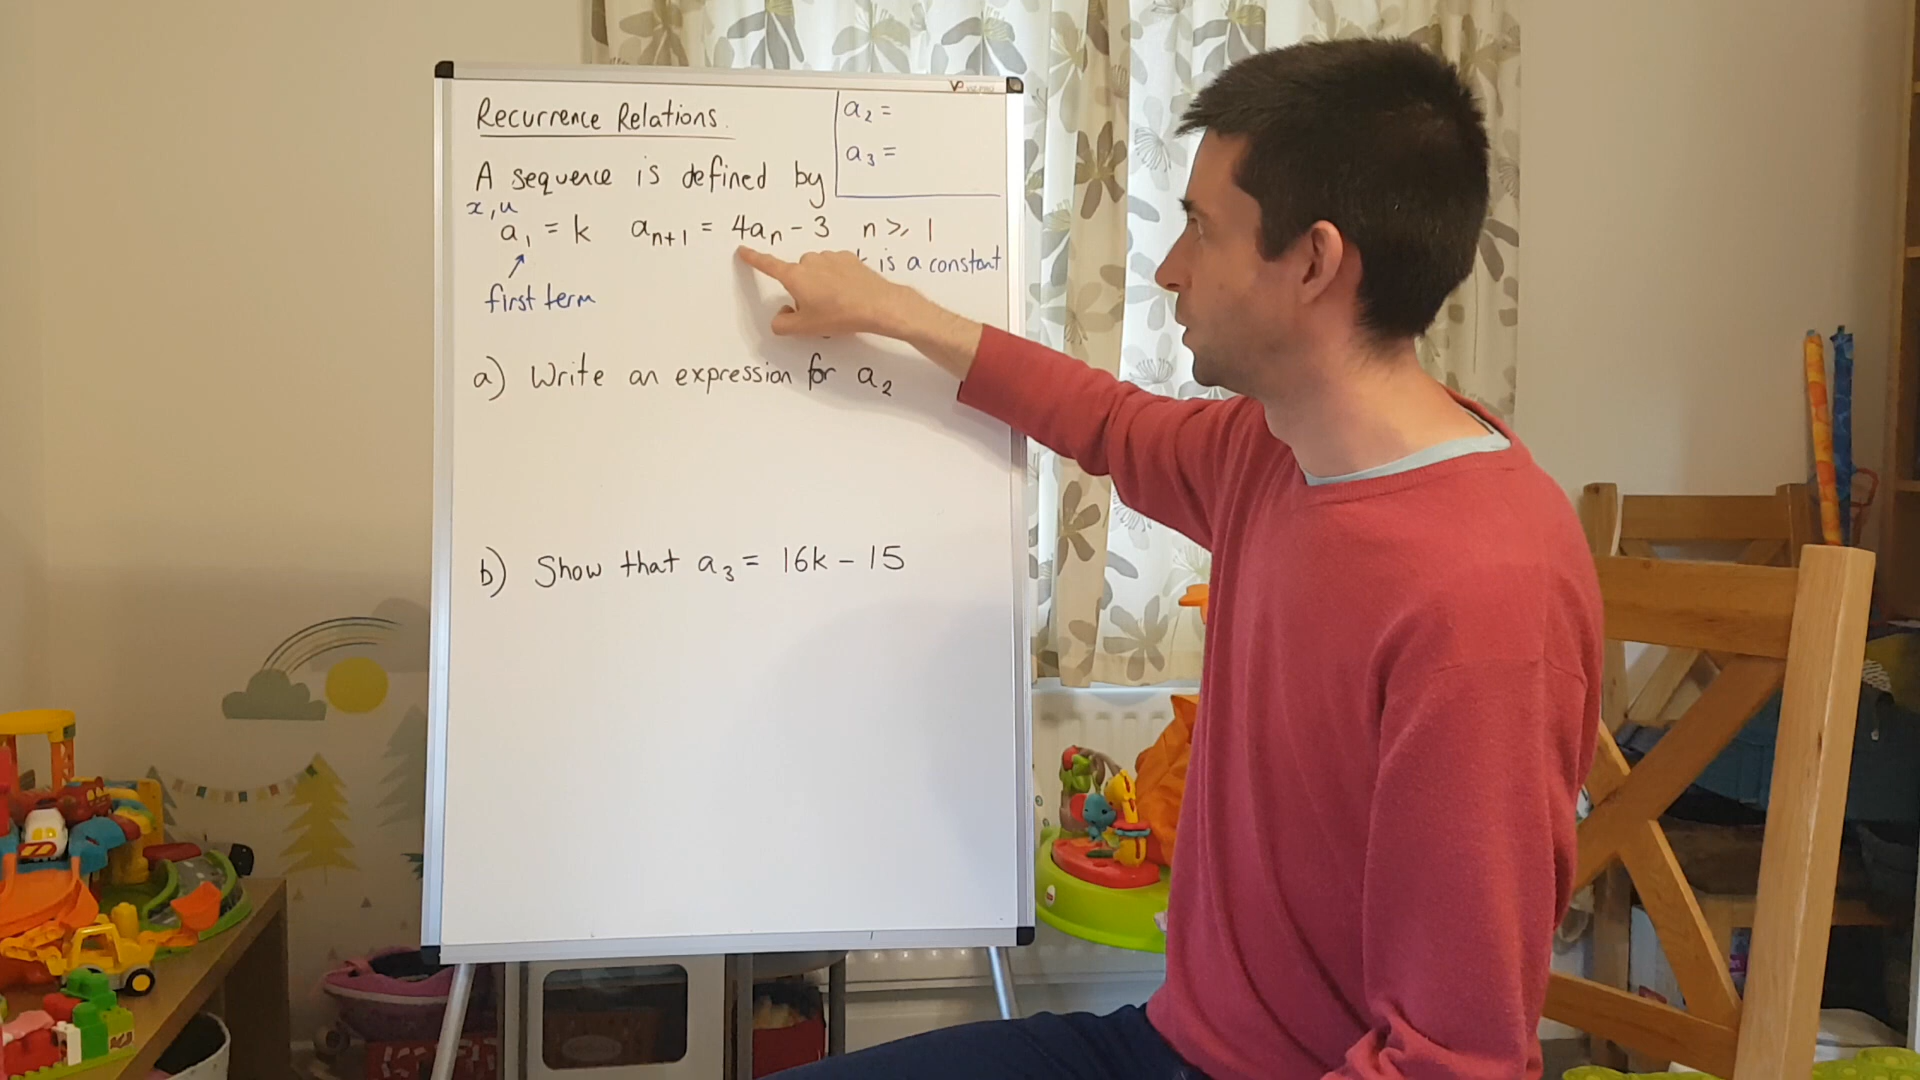 Recurrence Relations.
a₂ =
a₃ =
A sequence is defined by
x, u
a₁ = k   aₙ₊₁ = 4aₙ - 3   n ⩾ 1
is a constant
first term
a) Write an expression for a₂
b) Show that a₃ = 16k - 15